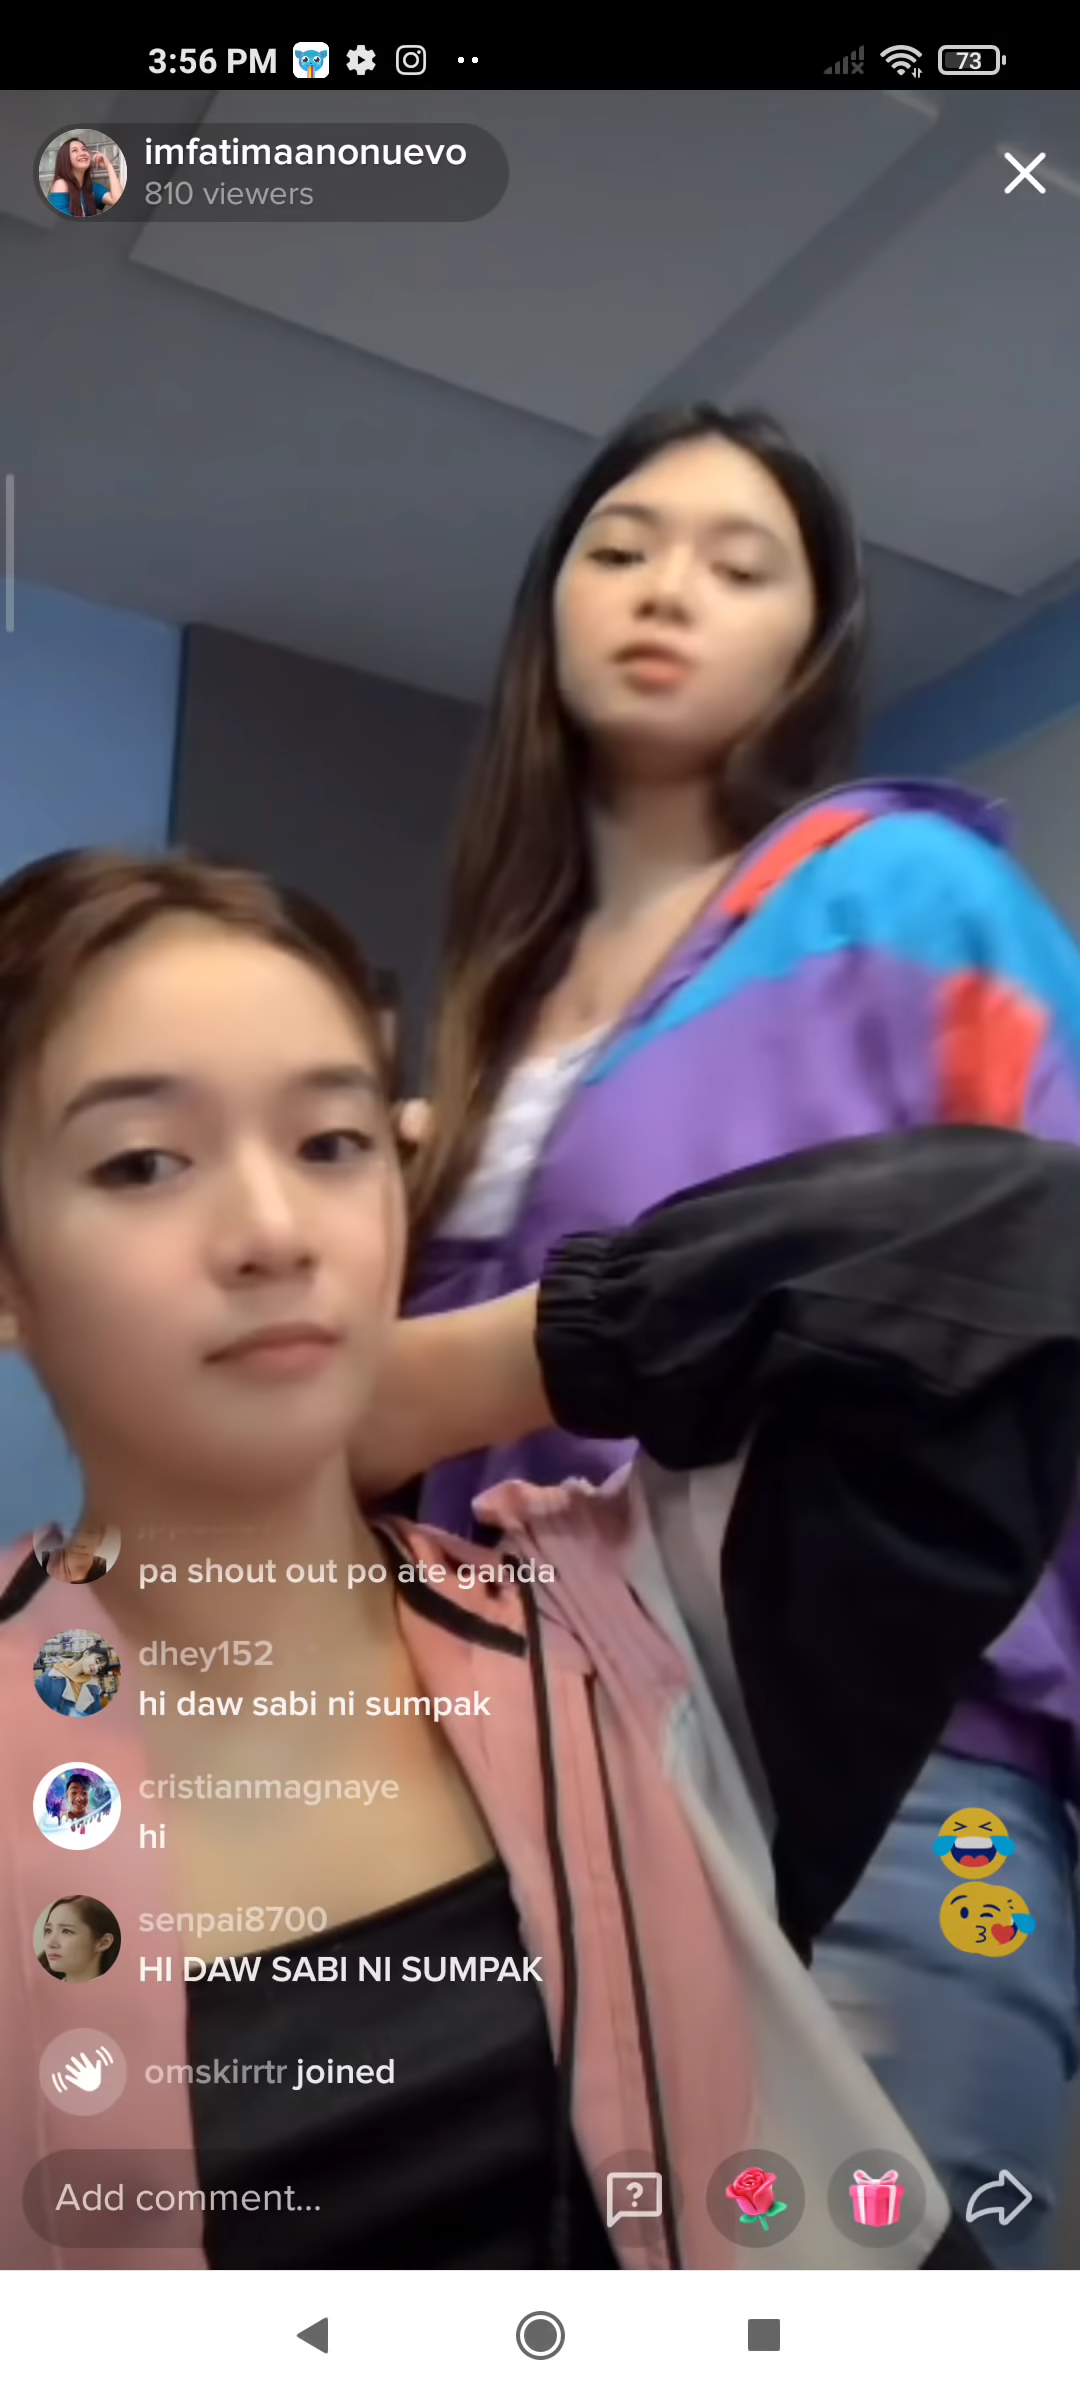 3:56 PM
73
imfatimaanonuevo
810 viewers
pa shout out po ate ganda
dhey152
hi daw sabi ni sumpak
cristianmagnaye
hi
senpai8700
HI DAW SABI NI SUMPAK
omskirrtr joined
Add comment...